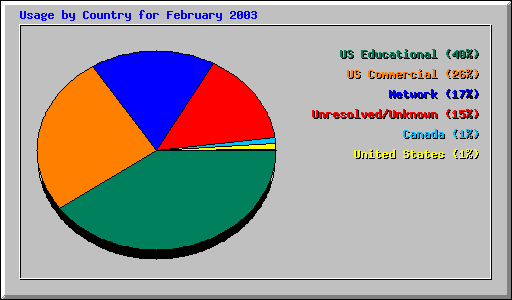 Usage by Country for February 2003
US Educational (40%)
US Commercial (26%)
Network (17%)
Unresolved/Unknown (15%)
Canada (1%)
United States (1%)